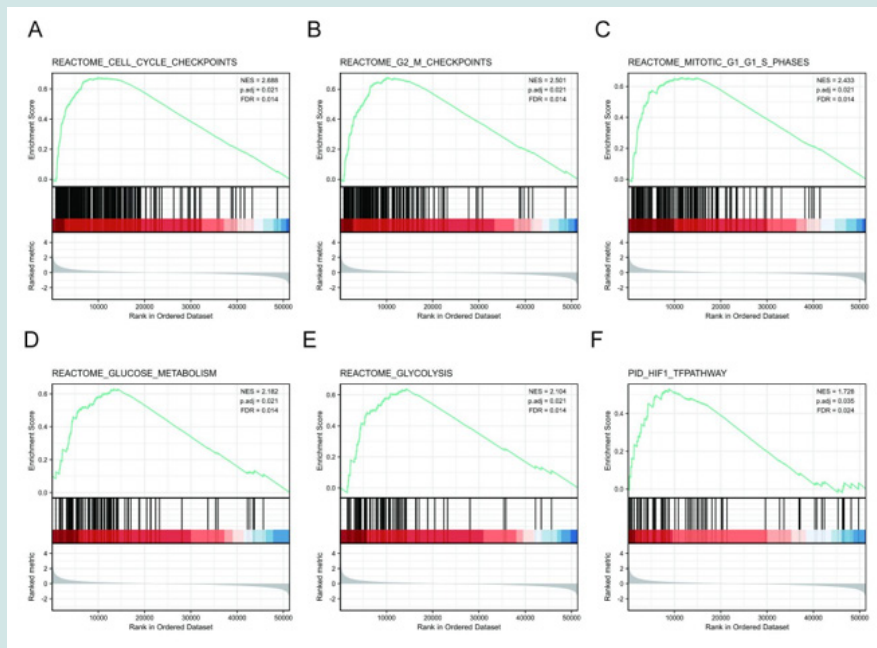 A
REACTOME_CELL_CYCLE_CHECKPOINTS
NES = 2.688
p.adj = 0.021
FDR = 0.014
Enrichment Score
0.6
0.4
0.2
0.0
Ranked metric
4
2
0
-2
10000 20000 30000 40000 50000
Rank in Ordered Dataset
B
REACTOME_G2_M_CHECKPOINTS
NES = 2.501
p.adj = 0.021
FDR = 0.014
Enrichment Score
0.6
0.4
0.2
0.0
Ranked metric
4
2
0
-2
10000 20000 30000 40000 50000
Rank in Ordered Dataset
C
REACTOME_MITOTIC_G1_G1_S_PHASES
NES = 2.433
p.adj = 0.021
FDR = 0.014
Enrichment Score
0.6
0.4
0.2
0.0
Ranked metric
4
2
0
-2
10000 20000 30000 40000 50000
Rank in Ordered Dataset
D
REACTOME_GLUCOSE_METABOLISM
NES = 2.182
p.adj = 0.021
FDR = 0.014
Enrichment Score
0.6
0.4
0.2
0.0
Ranked metric
4
2
0
-2
10000 20000 30000 40000 50000
Rank in Ordered Dataset
E
REACTOME_GLYCOLYSIS
NES = 2.104
p.adj = 0.021
FDR = 0.014
Enrichment Score
0.6
0.4
0.2
0.0
Ranked metric
4
2
0
-2
10000 20000 30000 40000 50000
Rank in Ordered Dataset
F
PID_HIF1_TFPATHWAY
NES = 1.728
p.adj = 0.035
FDR = 0.024
Enrichment Score
0.4
0.2
0.0
Ranked metric
4
2
0
-2
10000 20000 30000 40000 50000
Rank in Ordered Dataset